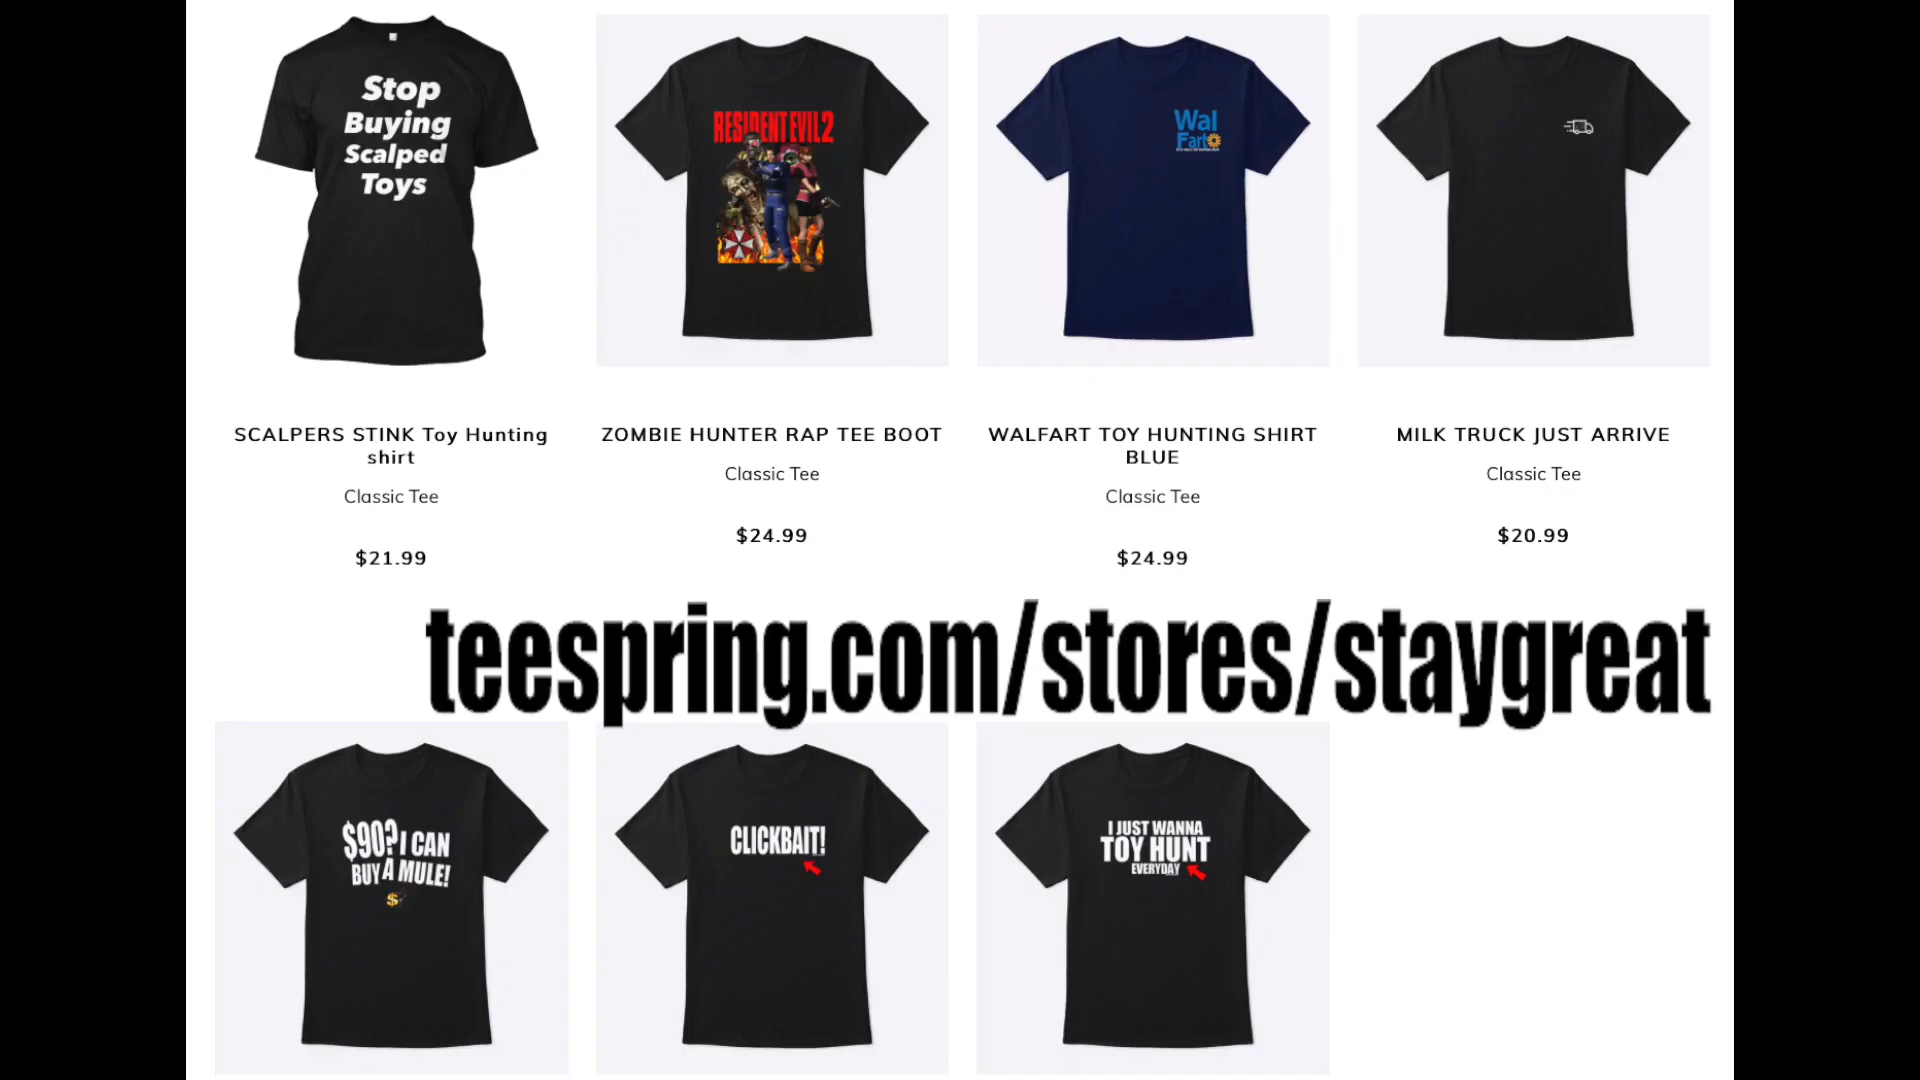 Stop
Buying
Scalped
Toys
RESIDENT EVIL 2
Wal
Fart
SCALPERS STINK Toy Hunting
shirt
Classic Tee
$21.99
ZOMBIE HUNTER RAP TEE BOOT
Classic Tee
$24.99
WALFART TOY HUNTING SHIRT
BLUE
Classic Tee
$24.99
MILK TRUCK JUST ARRIVE
Classic Tee
$20.99
teespring.com/stores/staygreat
$90? I CAN
BUY A MULE!
$
CLICKBAIT!
I JUST WANNA
TOY HUNT
EVERYDAY